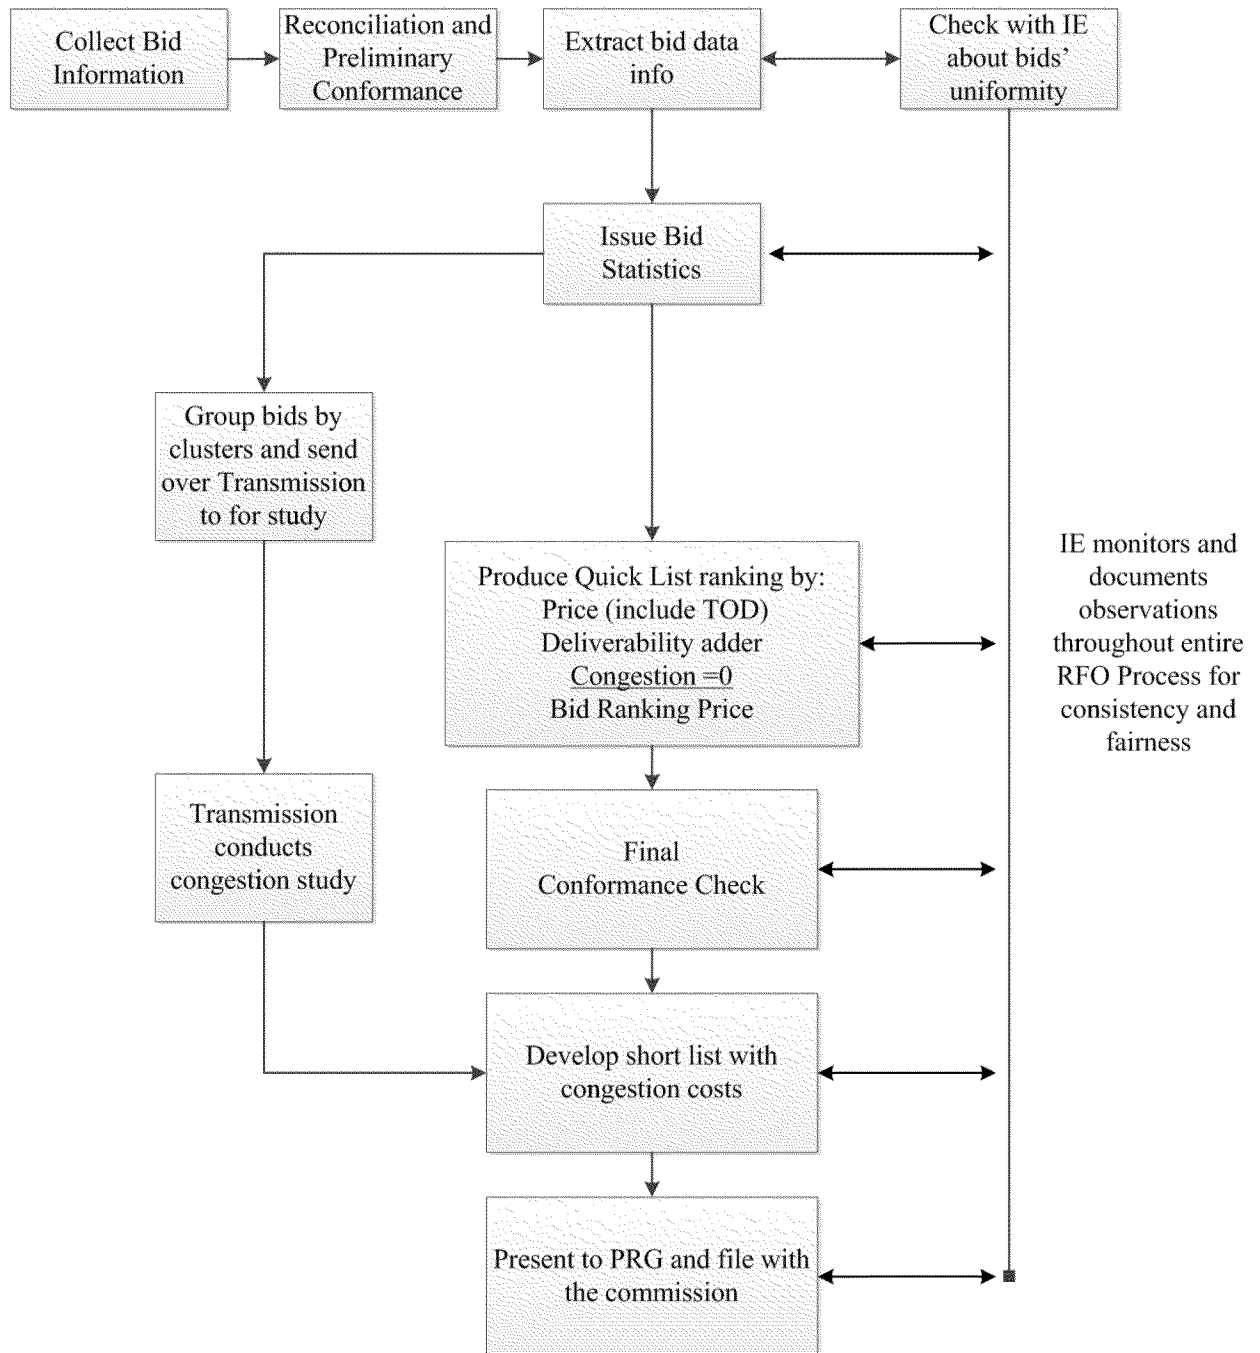 Collect Bid
Information
Reconciliation and
Preliminary
Conformance
Extract bid data
info
Check with IE
about bids’
uniformity
Issue Bid
Statistics
Group bids by
clusters and send
over Transmission
to for study
Produce Quick List ranking by:
Price (include TOD)
Deliverability adder
Congestion =0
Bid Ranking Price
IE monitors and
documents
observations
throughout entire
RFO Process for
consistency and
fairness
Transmission
conducts
congestion study
Final
Conformance Check
Develop short list with
congestion costs
Present to PRG and file with
the commission